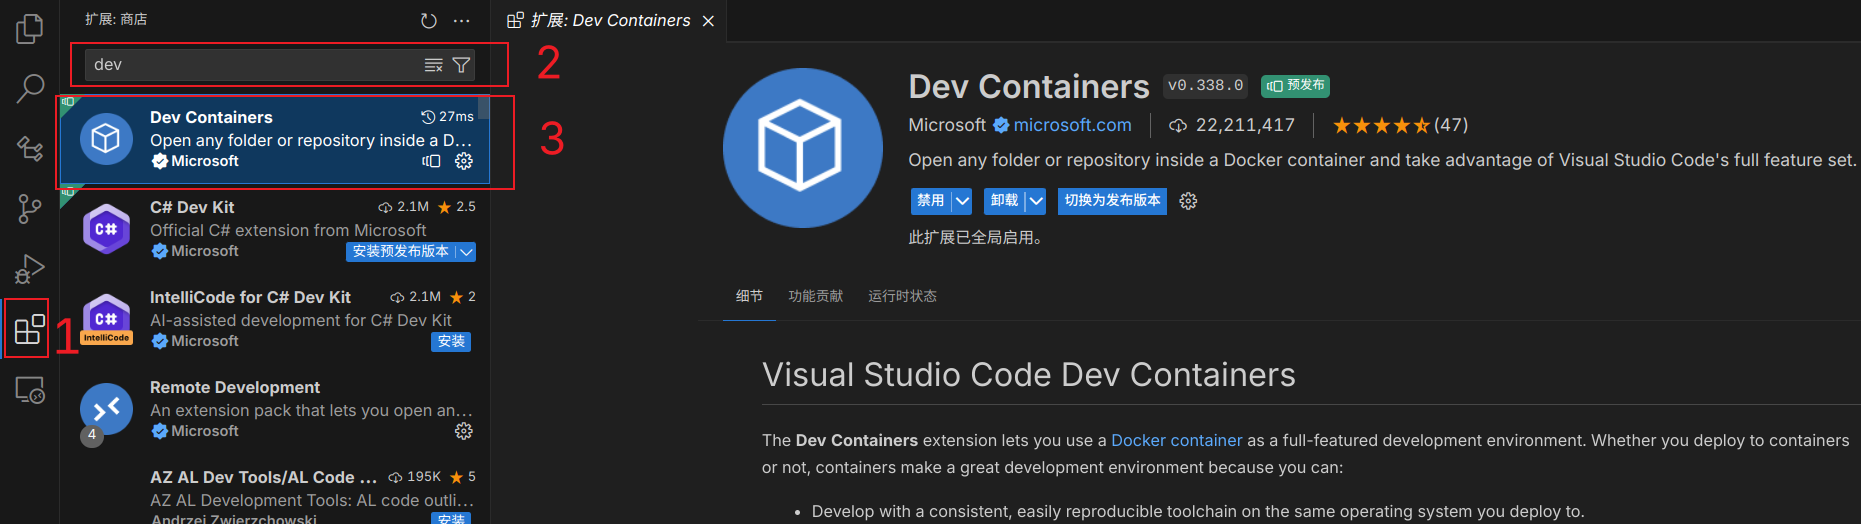 扩展: 商店
dev
2
Dev Containers 27ms
Open any folder or repository inside a D...
Microsoft
3
C# Dev Kit 2.1M 2.5
Official C# extension from Microsoft
Microsoft 安装预发布版本
C#
IntelliCode for C# Dev Kit 2.1M 2
AI-assisted development for C# Dev Kit
Microsoft 安装
C#
IntelliCode
1
Remote Development
An extension pack that lets you open an...
Microsoft
4
AZ AL Dev Tools/AL Code ... 195K 5
AZ AL Development Tools: AL code outli...
Andrzej Zwierzchowski 安装
扩展: Dev Containers
Dev Containers v0.338.0 预发布
Microsoft microsoft.com 22,211,417 (47)
Open any folder or repository inside a Docker container and take advantage of Visual Studio Code's full feature set.
禁用 卸载 切换为发布版本
此扩展已全局启用。
细节 功能贡献 运行时状态
Visual Studio Code Dev Containers
The Dev Containers extension lets you use a Docker container as a full-featured development environment. Whether you deploy to containers
or not, containers make a great development environment because you can:
• Develop with a consistent, easily reproducible toolchain on the same operating system you deploy to.